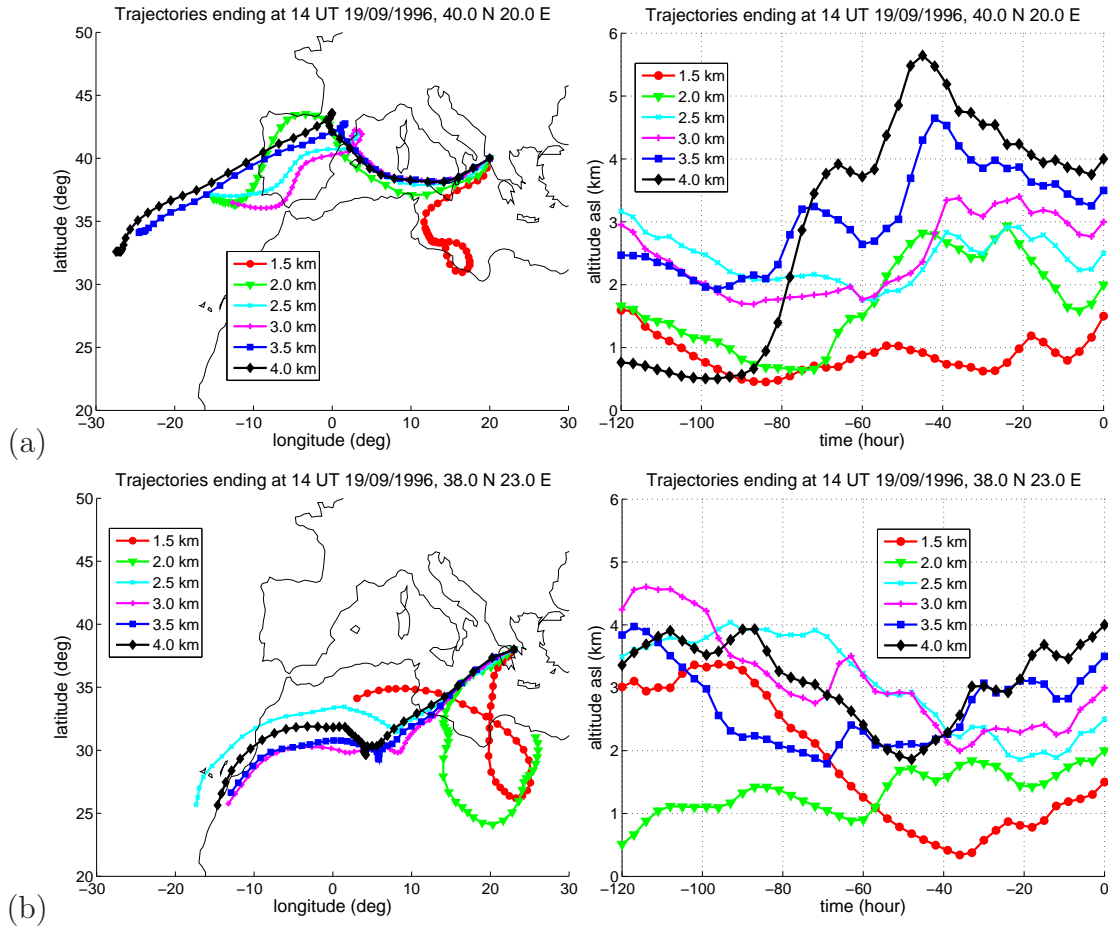 Trajectories ending at 14 UT 19/09/1996, 40.0 N 20.0 E
50
45
40
35
30
25
20
latitude (deg)
−30
−20
−10
0
10
20
30
longitude (deg)
1.5 km
2.0 km
2.5 km
3.0 km
3.5 km
4.0 km
(a)
Trajectories ending at 14 UT 19/09/1996, 40.0 N 20.0 E
6
5
4
3
2
1
0
altitude asl (km)
−120
−100
−80
−60
−40
−20
0
time (hour)
1.5 km
2.0 km
2.5 km
3.0 km
3.5 km
4.0 km
Trajectories ending at 14 UT 19/09/1996, 38.0 N 23.0 E
50
45
40
35
30
25
20
latitude (deg)
−30
−20
−10
0
10
20
30
longitude (deg)
1.5 km
2.0 km
2.5 km
3.0 km
3.5 km
4.0 km
(b)
Trajectories ending at 14 UT 19/09/1996, 38.0 N 23.0 E
6
5
4
3
2
1
0
altitude asl (km)
−120
−100
−80
−60
−40
−20
0
time (hour)
1.5 km
2.0 km
2.5 km
3.0 km
3.5 km
4.0 km